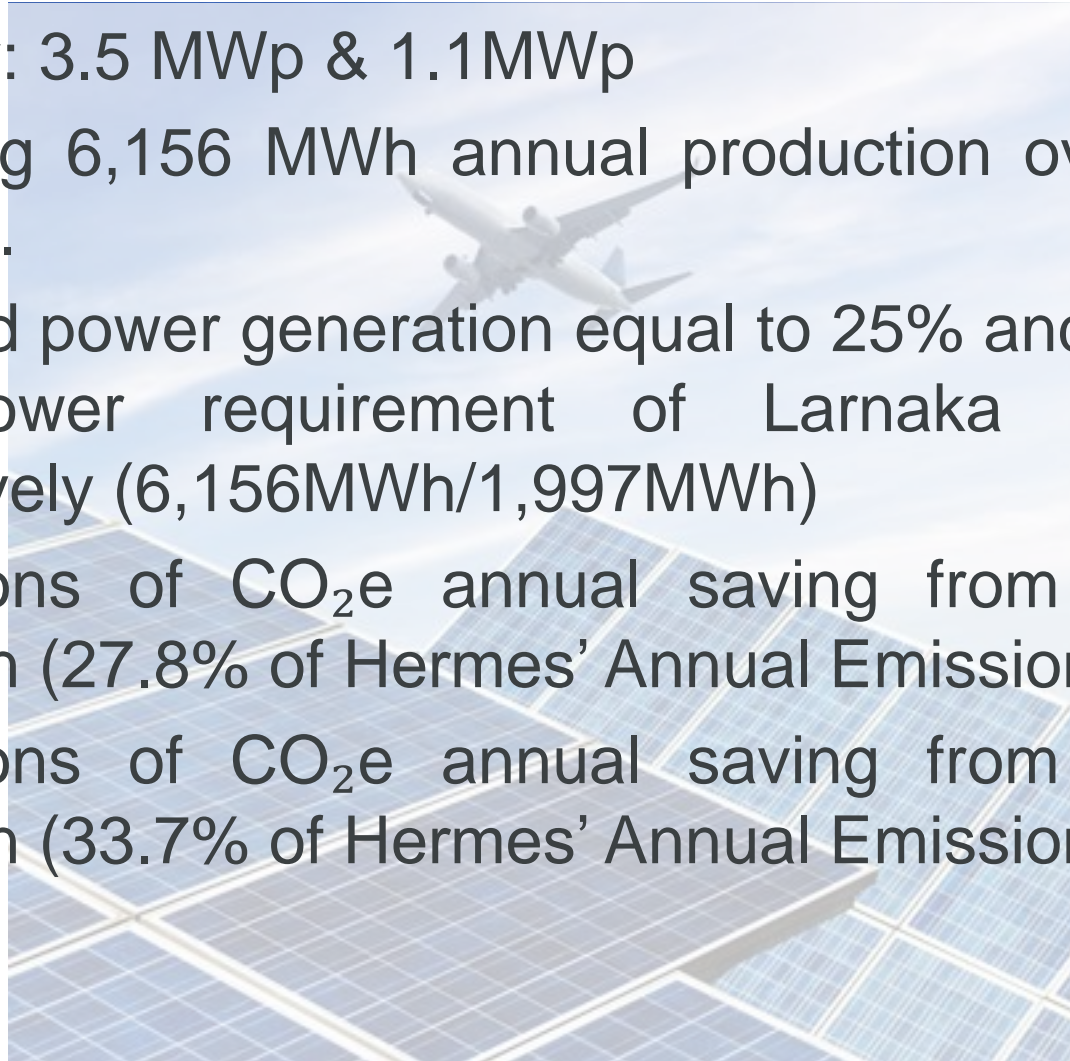 : 3.5 MWp & 1.1MWp
g 6,156 MWh annual production ov
.
d power generation equal to 25% and
ower requirement of Larnaka
vely (6,156MWh/1,997MWh)
ons of CO₂e annual saving from
n (27.8% of Hermes’ Annual Emission
ons of CO₂e annual saving from
n (33.7% of Hermes’ Annual Emission